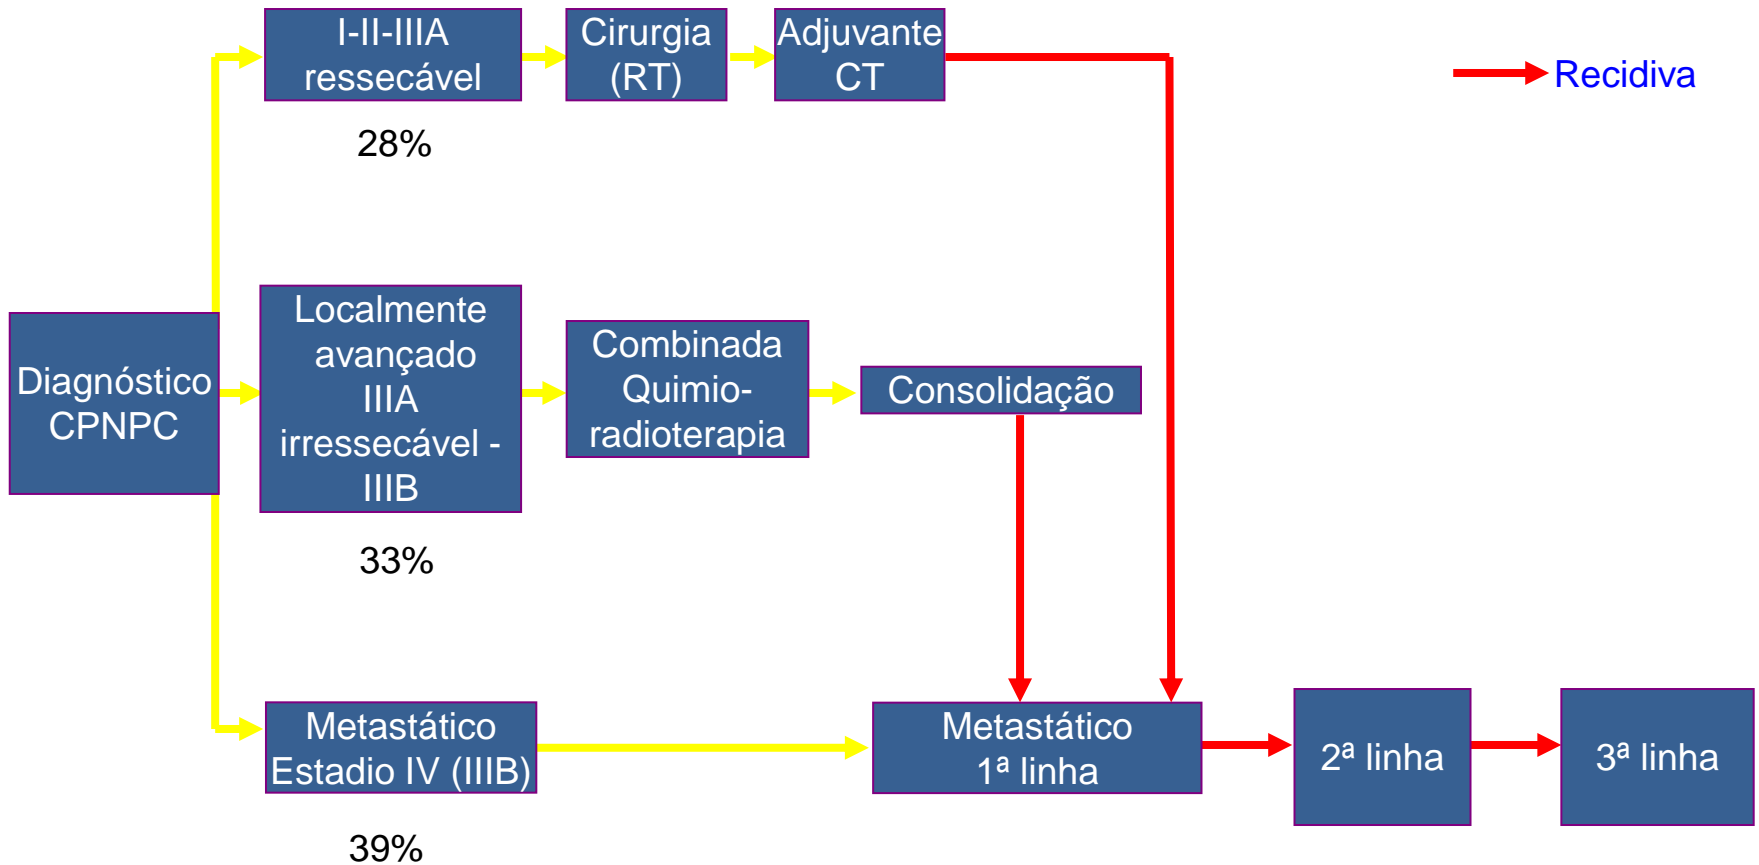 I-II-IIIA
ressecável
28%
Cirurgia
(RT)
Adjuvante
CT
Recidiva
Diagnóstico
CPNPC
Localmente
avançado
IIIA
irressecável -
IIIB
33%
Combinada
Quimio-
radioterapia
Consolidação
Metastático
Estadio IV (IIIB)
39%
Metastático
1ª linha
2ª linha
3ª linha